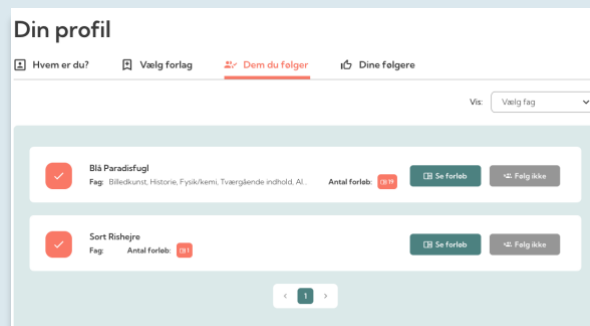 Din profil
Hvem er du? Vælg forlag Dem du følger Dine følgere
Vis: Vælg fag
Blå Paradisfugl
Fag: Billedkunst, Historie, Fysik/kemi, Tværgående indhold, Al... Antal forløb: 19 Se forløb Følg ikke
Sort Rishejre
Fag: Antal forløb: 1 Se forløb Følg ikke
‹ 1 ›